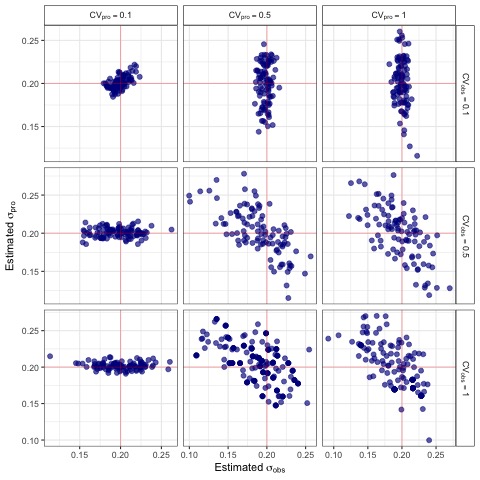 CVpro = 0.1 CVpro = 0.5 CVpro = 1
0.25
0.20
0.15
CVobs = 0.1
0.25
0.20
0.15
CVobs = 0.5
0.25
0.20
0.15
0.10
CVobs = 1
Estimated σpro
0.15 0.20 0.25 0.10 0.15 0.20 0.25 0.10 0.15 0.20 0.25
Estimated σobs